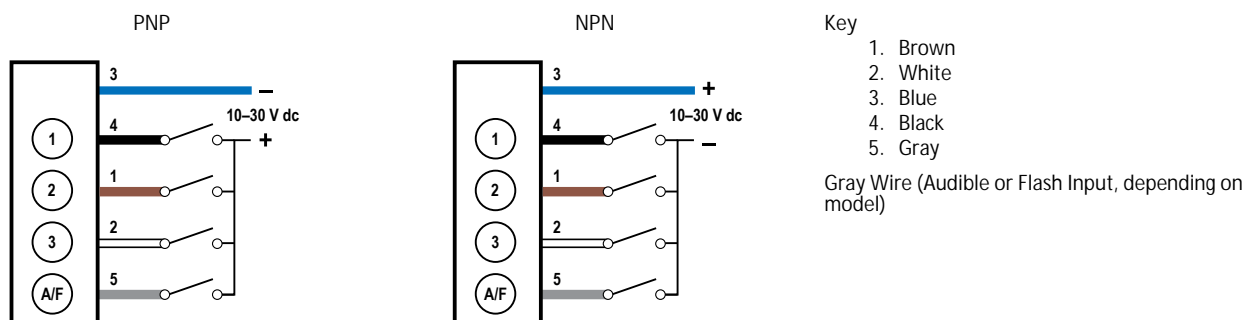 PNP
3
–
10–30 V dc
4
+
1
1
2
2
3
5
A/F
NPN
3
+
10–30 V dc
4
–
1
1
2
2
3
5
A/F
Key
1. Brown
2. White
3. Blue
4. Black
5. Gray
Gray Wire (Audible or Flash Input, depending on
model)